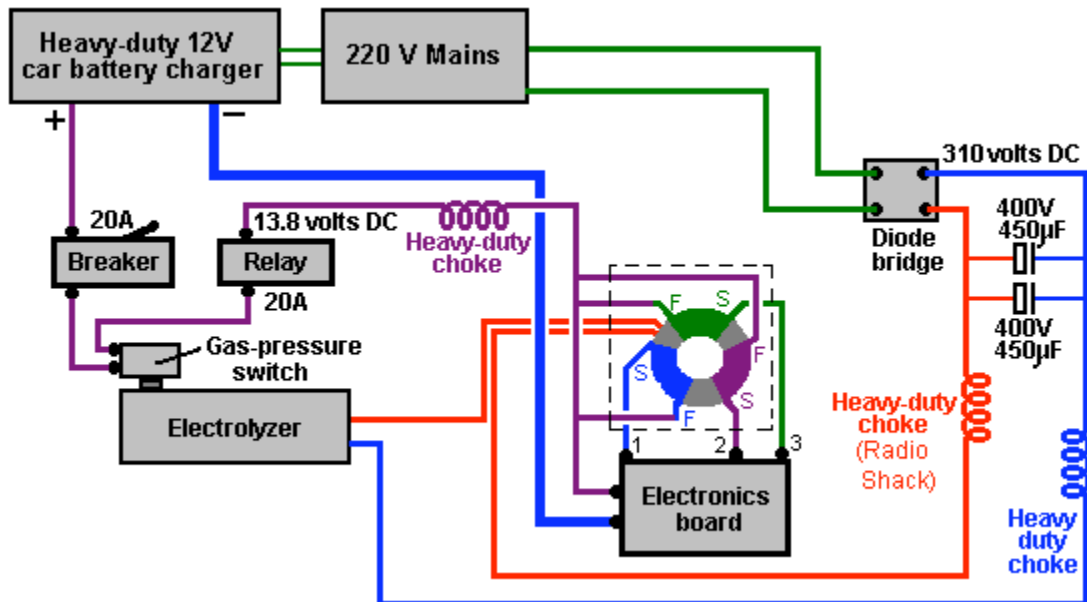 Heavy-duty 12V
car battery charger
220 V Mains
+
−
310 volts DC
20A
13.8 volts DC
400V
450µF
Heavy-duty
choke
Diode
bridge
Breaker
Relay
20A
F
S
400V
450µF
Gas-pressure
switch
F
S
S
F
Heavy-duty
choke
(Radio
Shack)
Electrolyzer
1
2
3
Electronics
board
Heavy
duty
choke